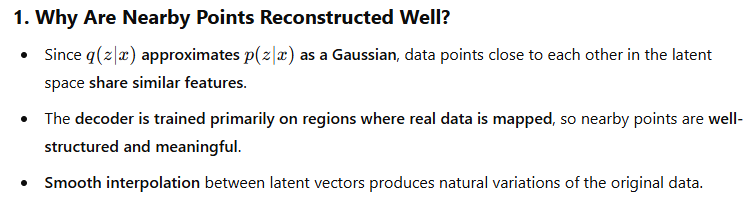 1. Why Are Nearby Points Reconstructed Well?
• Since q(z|x) approximates p(z|x) as a Gaussian, data points close to each other in the latent
space share similar features.
• The decoder is trained primarily on regions where real data is mapped, so nearby points are well-
structured and meaningful.
• Smooth interpolation between latent vectors produces natural variations of the original data.